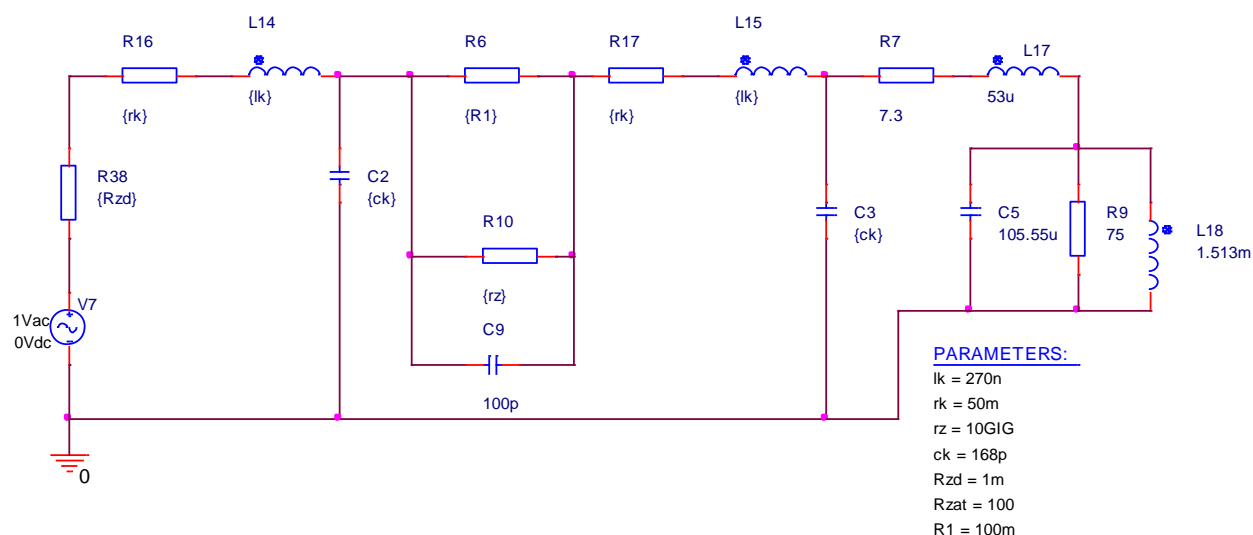 L14
L15
R16
R6
R17
R7
L17
{lk}
{lk}
53u
{rk}
{R1}
{rk}
7.3
R38
{Rzd}
C2
{ck}
R10
C3
{ck}
C5
105.55u
R9
75
L18
1.513m
{rz}
V7
1Vac
0Vdc
C9
100p
0
PARAMETERS:
lk = 270n
rk = 50m
rz = 10GIG
ck = 168p
Rzd = 1m
Rzat = 100
R1 = 100m